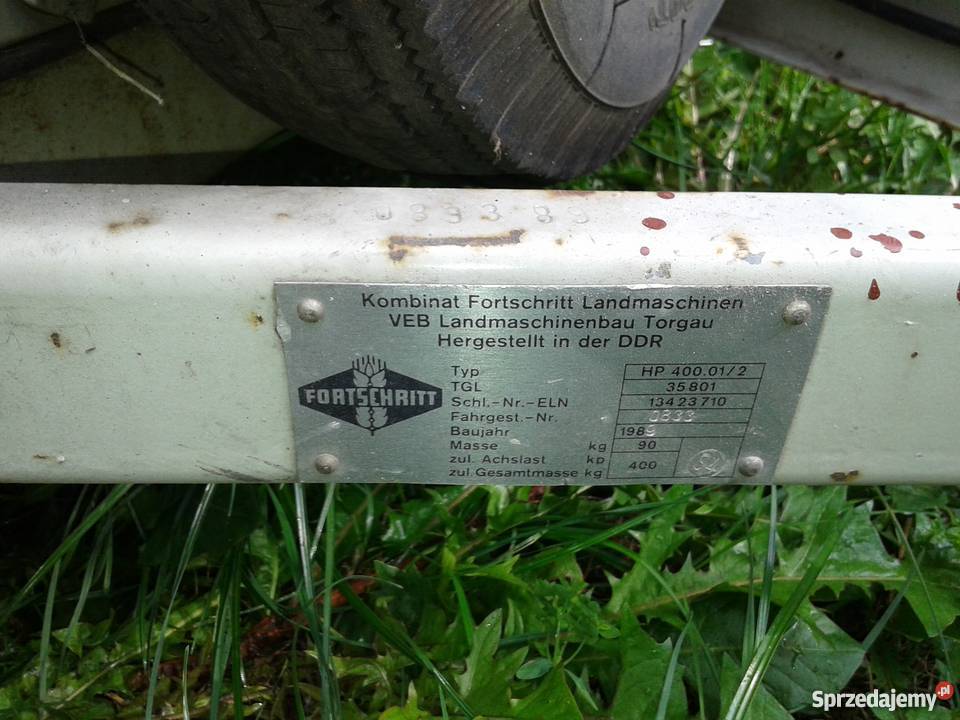 Kombinat Fortschritt Landmaschinen
VEB Landmaschinenbau Torgau
Hergestellt in der DDR
FORTSCHRITT
Typ HP 400.01/2
TGL 35801
Schl.-Nr.-ELN 13423710
Fahrgest.-Nr. 0833
Baujahr 1989
Masse kg 90
zul. Achslast kp 400
zul Gesamtmasse kg
Sprzedajemy.pl